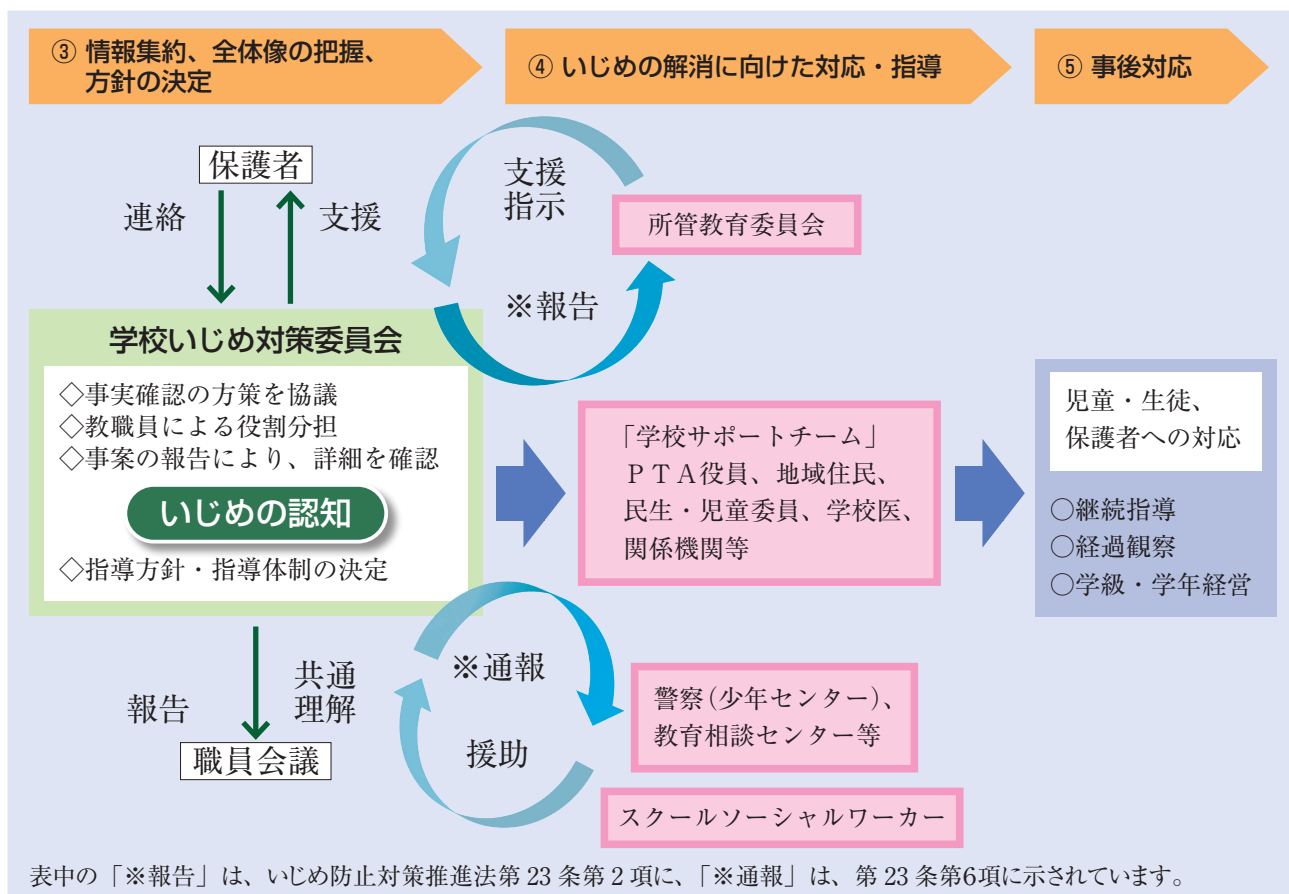 ③ 情報集約、全体像の把握、
方針の決定
④ いじめの解消に向けた対応・指導
⑤ 事後対応
保護者
連絡
支援
支援
指示
所管教育委員会
※報告
学校いじめ対策委員会
◇事実確認の方策を協議
◇教職員による役割分担
◇事案の報告により、詳細を確認
いじめの認知
◇指導方針・指導体制の決定
「学校サポートチーム」
ＰＴＡ役員、地域住民、
民生・児童委員、学校医、
関係機関等
児童・生徒、
保護者への対応
○継続指導
○経過観察
○学級・学年経営
報告
共通
理解
職員会議
※通報
援助
警察（少年センター）、
教育相談センター等
スクールソーシャルワーカー
表中の「※報告」は、いじめ防止対策推進法第 23 条第 2 項に、「※通報」は、第 23 条第6項に示されています。